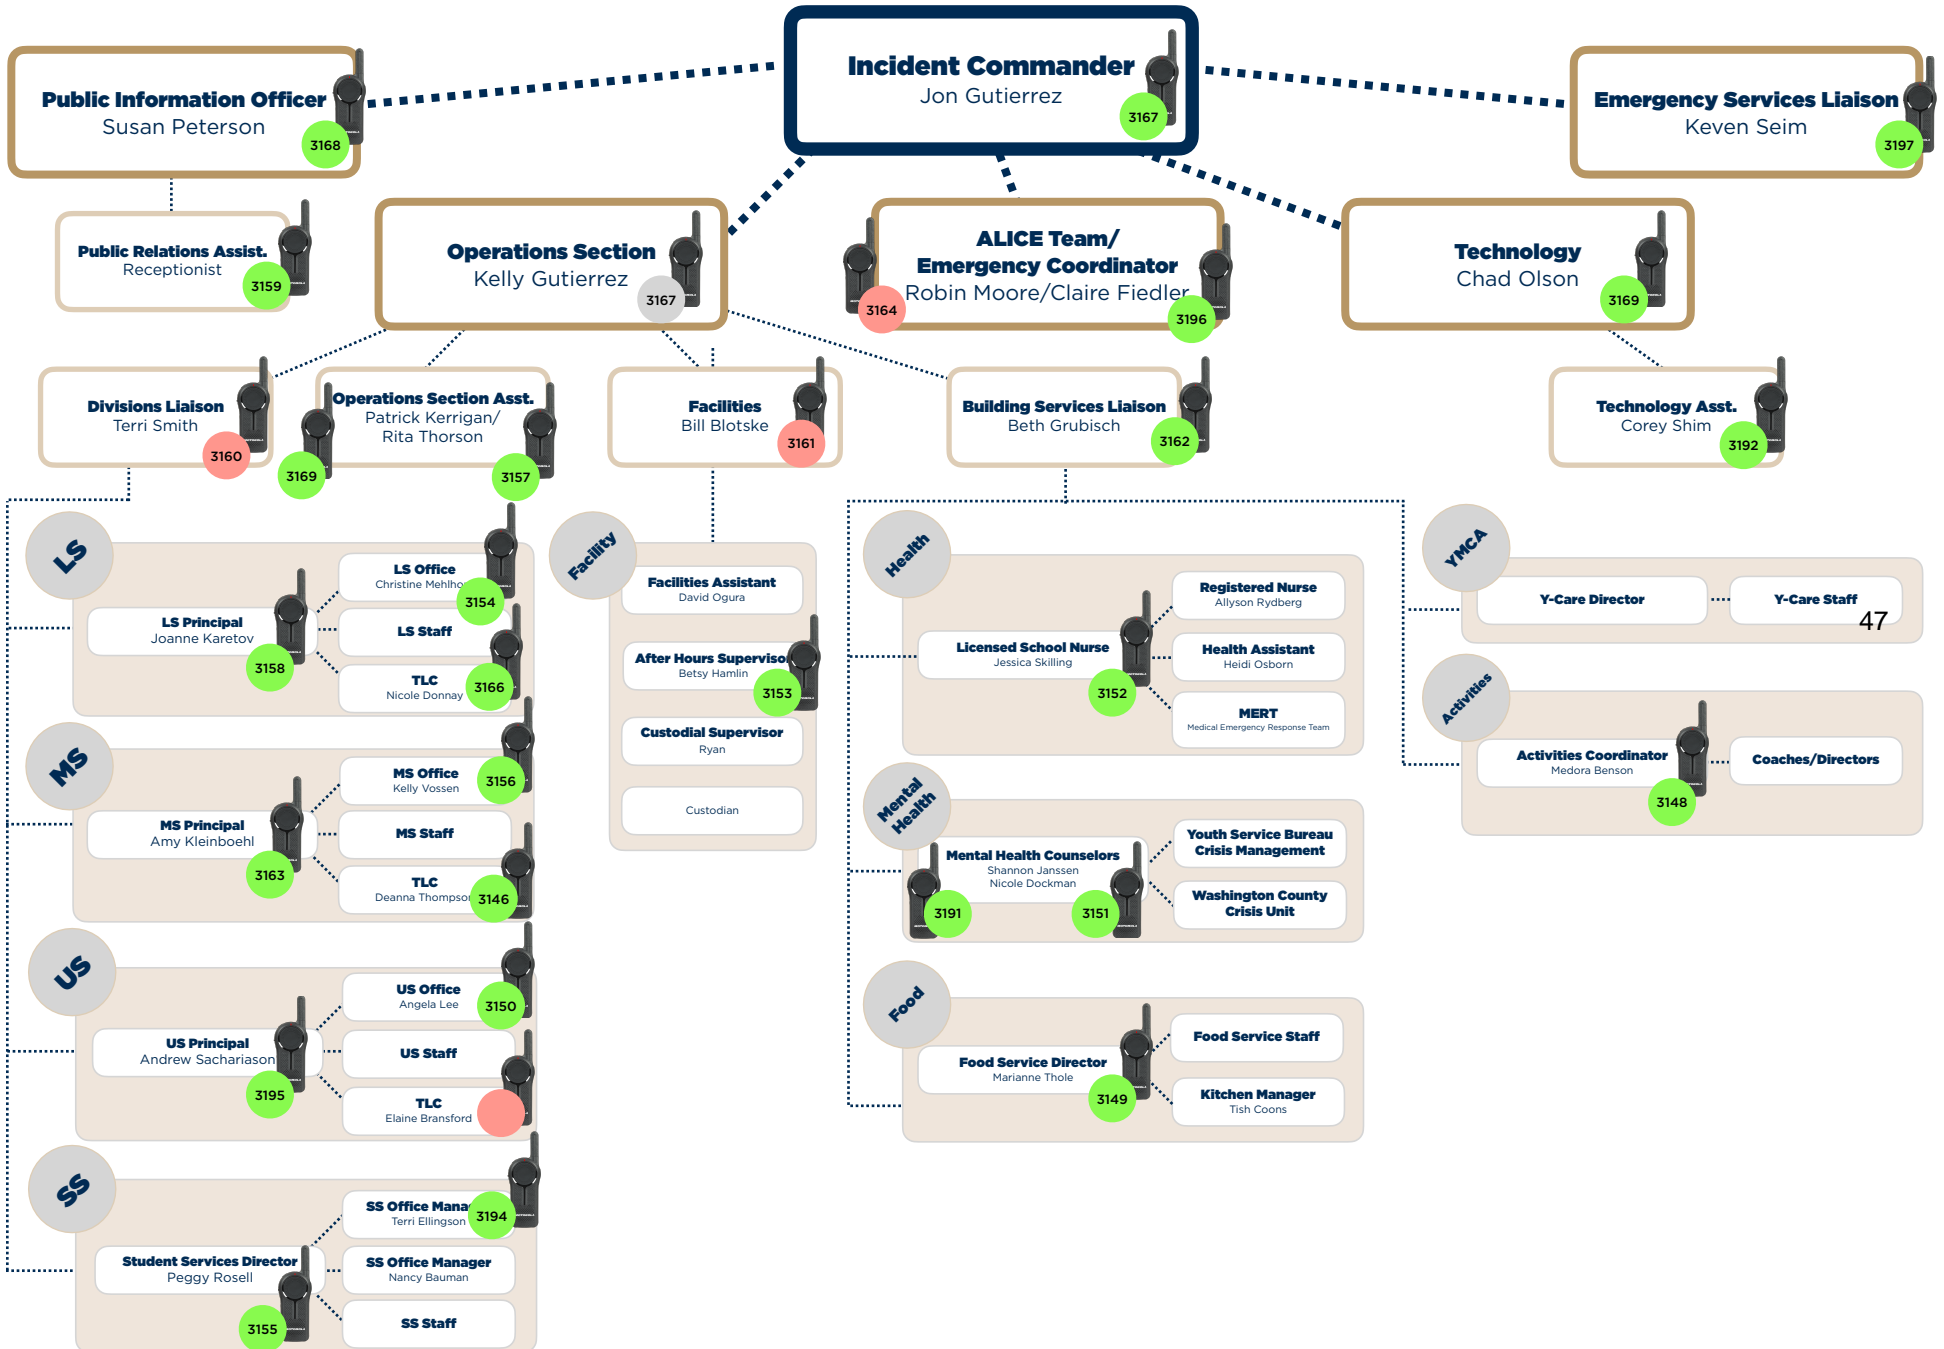 Incident Commander
Jon Gutierrez
3167
Public Information Officer
Susan Peterson
3168
Emergency Services Liaison
Keven Seim
3197
Public Relations Assist.
Receptionist
3159
Operations Section
Kelly Gutierrez
3167
ALICE Team/
Emergency Coordinator
Robin Moore/Claire Fiedler
3164
3196
Technology
Chad Olson
3169
Divisions Liaison
Terri Smith
3160
Operations Section Asst.
Patrick Kerrigan/
Rita Thorson
3169
3157
Facilities
Bill Blotske
3161
Building Services Liaison
Beth Grubisch
3162
Technology Asst.
Corey Shim
3192
LS
LS Principal
Joanne Karetov
3158
LS Office
Christine
3154
LS Staff
TLC
Nicole Donnay
3166
MS
MS Principal
Amy Kleinboehl
3163
MS Office
Kelly Vossen
3156
MS Staff
TLC
Deanna Thompson
3146
US
US Principal
Andrew Sachariason
3195
US Office
Angela Lee
3150
US Staff
TLC
Elaine Bransford
SS
Student Services Director
Peggy Rosell
3155
SS Office
Terri Ellingson
3194
SS Office Manager
Nancy Bauman
SS Staff
Facility
Facilities Assistant
David Ogura
After Hours Supervisor
Betsy Hamlin
3153
Custodial Supervisor
Ryan
Custodian
Health
Licensed School Nurse
Jessica Skilling
3152
Registered Nurse
Allyson Rydberg
Health Assistant
Heidi Osborn
MERT
Medical Emergency Response Team
Mental
Health
Mental Health Counselors
Shannon Janssen
Nicole Dockman
3191
3151
Youth Service Bureau
Crisis Management
Washington County
Crisis Unit
Food
Food Service Director
Marianne Thole
3149
Food Service Staff
Kitchen Manager
Tish Coons
YMCA
Y-Care Director
Y-Care Staff
47
Activities
Activities Coordinator
Medora Benson
3148
Coaches/Directors